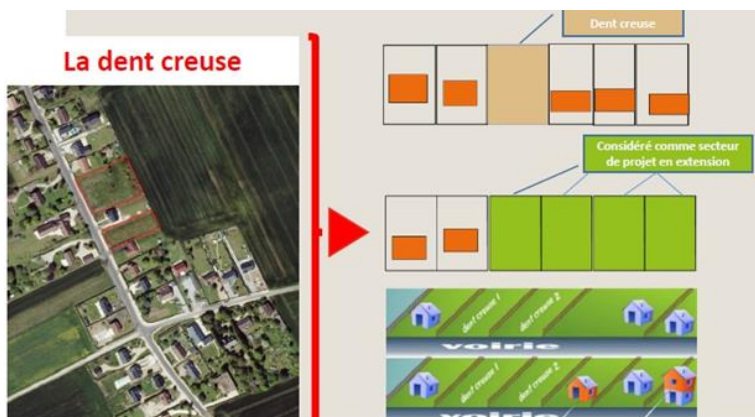 La dent creuse
Dent creuse
Considéré comme secteur
de projet en extension
dent creuse 1
dent creuse 2
voirie
dent creuse 1
dent creuse 2
voirie